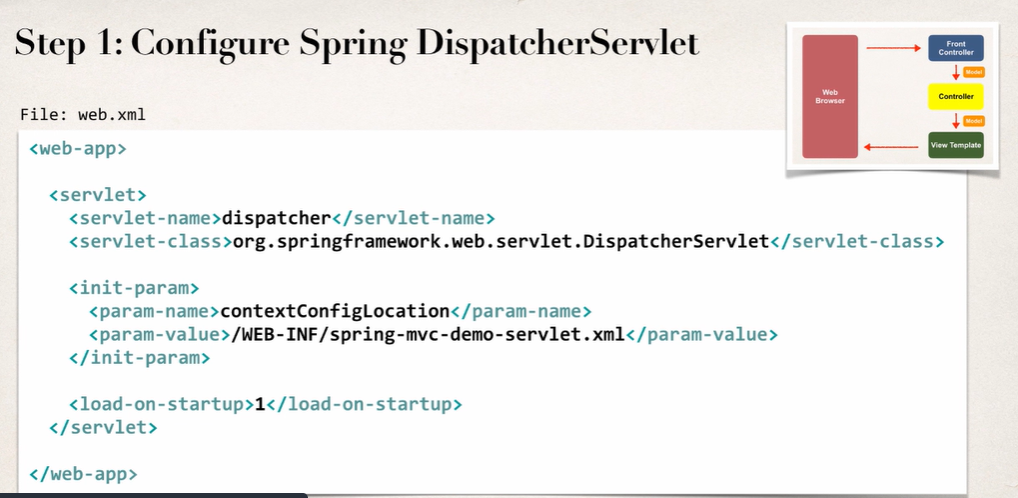 Step 1: Configure Spring DispatcherServlet
Web
Browser
Front
Controller
Model
Controller
Model
View Template
File: web.xml
<web-app>
<servlet>
<servlet-name>dispatcher</servlet-name>
<servlet-class>org.springframework.web.servlet.DispatcherServlet</servlet-class>
<init-param>
<param-name>contextConfigLocation</param-name>
<param-value>/WEB-INF/spring-mvc-demo-servlet.xml</param-value>
</init-param>
<load-on-startup>1</load-on-startup>
</servlet>
</web-app>